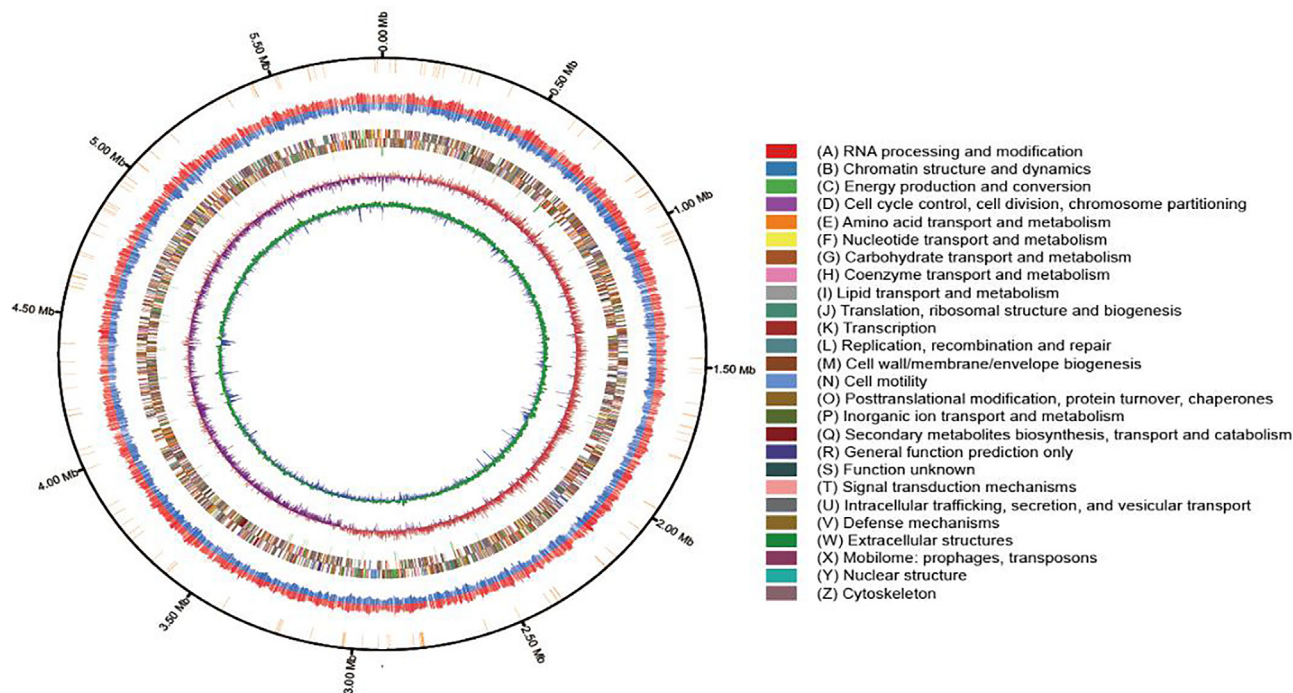 0.00 Mb
0.50 Mb
1.00 Mb
1.50 Mb
2.00 Mb
2.50 Mb
3.00 Mb
3.50 Mb
4.00 Mb
4.50 Mb
5.00 Mb
5.50 Mb
(A) RNA processing and modification
(B) Chromatin structure and dynamics
(C) Energy production and conversion
(D) Cell cycle control, cell division, chromosome partitioning
(E) Amino acid transport and metabolism
(F) Nucleotide transport and metabolism
(G) Carbohydrate transport and metabolism
(H) Coenzyme transport and metabolism
(I) Lipid transport and metabolism
(J) Translation, ribosomal structure and biogenesis
(K) Transcription
(L) Replication, recombination and repair
(M) Cell wall/membrane/envelope biogenesis
(N) Cell motility
(O) Posttranslational modification, protein turnover, chaperones
(P) Inorganic ion transport and metabolism
(Q) Secondary metabolites biosynthesis, transport and catabolism
(R) General function prediction only
(S) Function unknown
(T) Signal transduction mechanisms
(U) Intracellular trafficking, secretion, and vesicular transport
(V) Defense mechanisms
(W) Extracellular structures
(X) Mobilome: prophages, transposons
(Y) Nuclear structure
(Z) Cytoskeleton